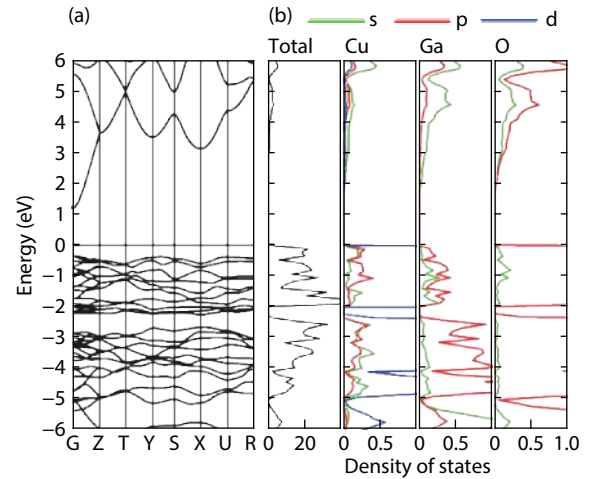 (a)
(b)
s
p
d
Total
Cu
Ga
O
Energy (eV)
6
5
4
3
2
1
0
−1
−2
−3
−4
−5
−6
G Z T Y S X U R
0 20 0 0.5 0 0.5 0 0.5 1.0
Density of states